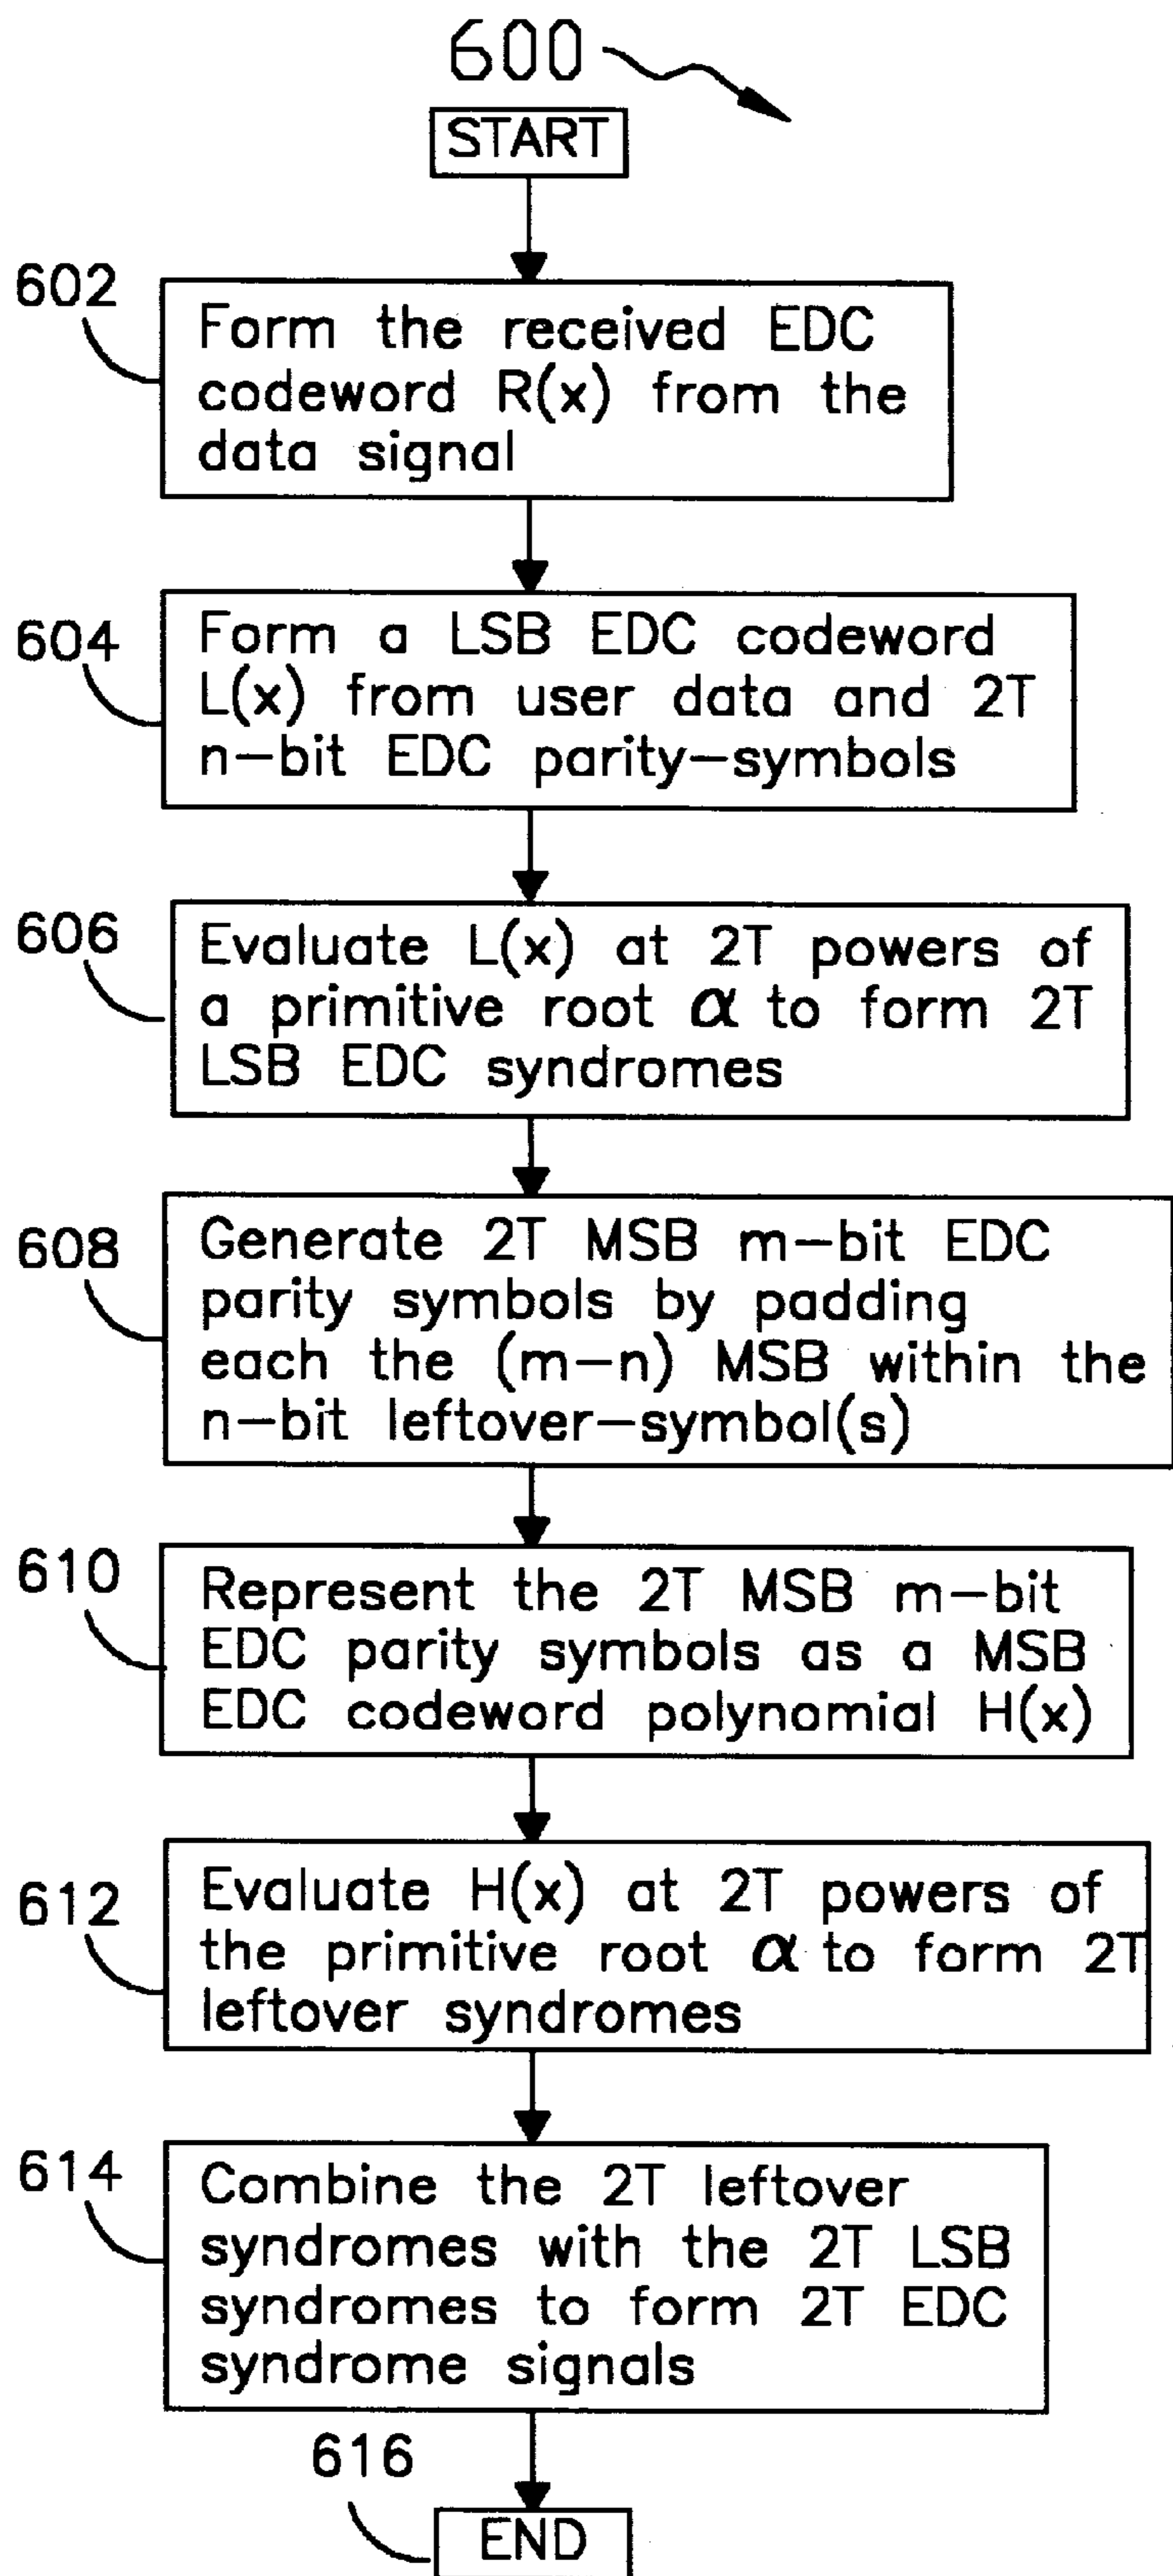 600
START
602
Form the received EDC
codeword R(x) from the
data signal
604
Form a LSB EDC codeword
L(x) from user data and 2T
n-bit EDC parity-symbols
606
Evaluate L(x) at 2T powers of
a primitive root α to form 2T
LSB EDC syndromes
608
Generate 2T MSB m-bit EDC
parity symbols by padding
each the (m-n) MSB within the
n-bit leftover-symbol(s)
610
Represent the 2T MSB m-bit
EDC parity symbols as a MSB
EDC codeword polynomial H(x)
612
Evaluate H(x) at 2T powers of
the primitive root α to form 2T
leftover syndromes
614
Combine the 2T leftover
syndromes with the 2T LSB
syndromes to form 2T EDC
syndrome signals
616
END